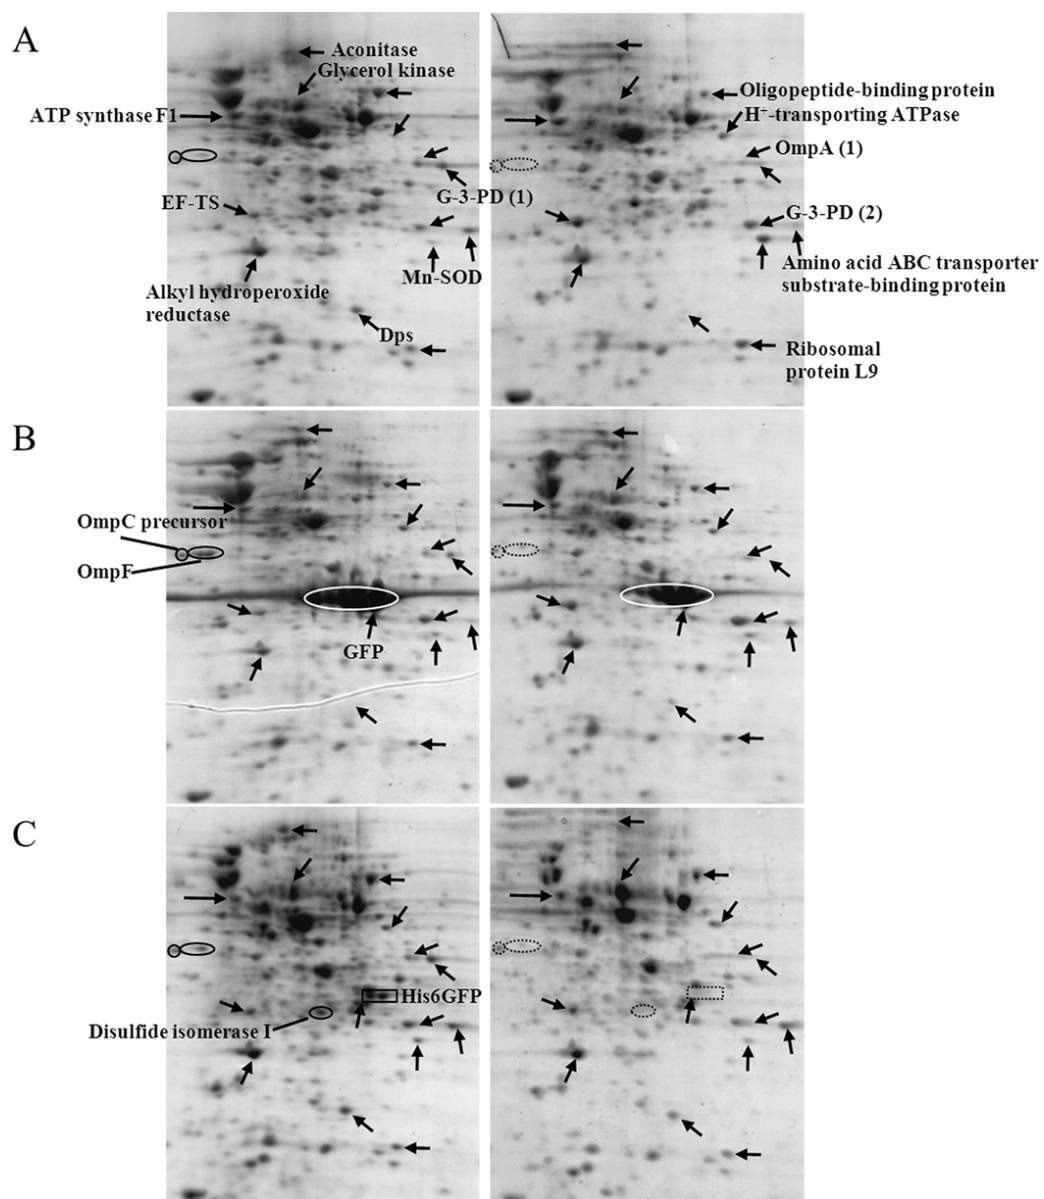 A
Aconitase
Glycerol kinase
ATP synthase F1
Oligopeptide-binding protein
H+-transporting ATPase
OmpA (1)
G-3-PD (1)
EF-TS
G-3-PD (2)
Mn-SOD
Amino acid ABC transporter
substrate-binding protein
Alkyl hydroperoxide
reductase
Dps
Ribosomal
protein L9
B
OmpC precursor
OmpF
GFP
C
His6GFP
Disulfide isomerase I